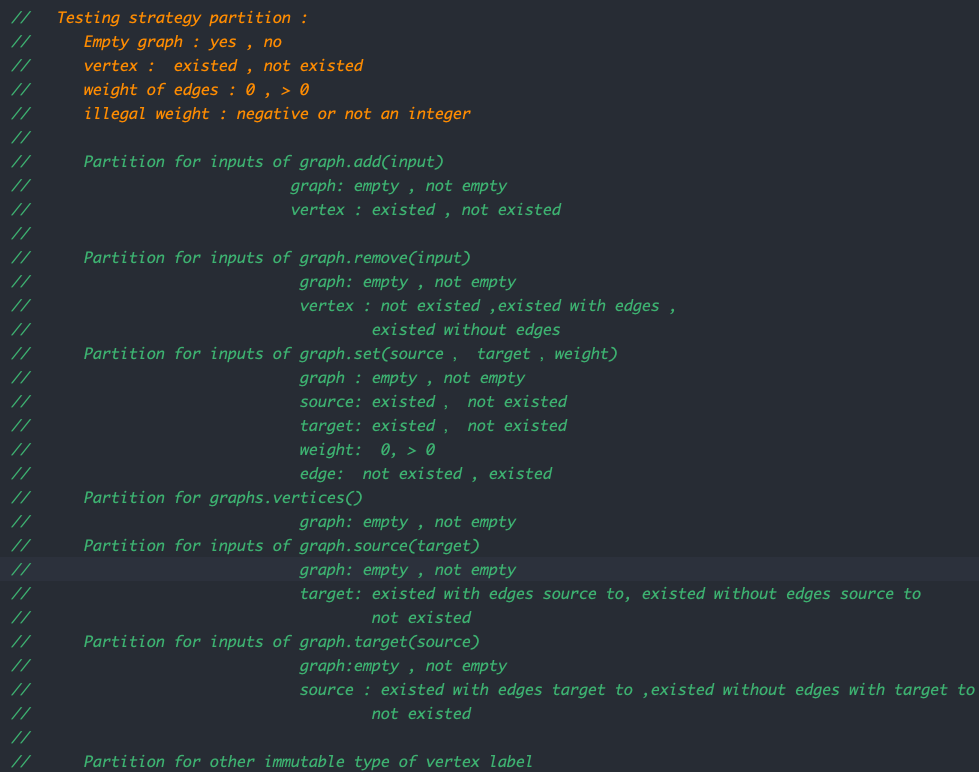 //   Testing strategy partition :
//      Empty graph : yes , no
//      vertex :  existed , not existed
//      weight of edges : 0 , > 0
//      illegal weight : negative or not an integer
//
//      Partition for inputs of graph.add(input)
//                             graph: empty , not empty
//                             vertex : existed , not existed
//
//      Partition for inputs of graph.remove(input)
//                              graph: empty , not empty
//                              vertex : not existed ,existed with edges ,
//                                      existed without edges
//      Partition for inputs of graph.set(source ， target ，weight)
//                              graph : empty , not empty
//                              source: existed ， not existed
//                              target: existed ， not existed
//                              weight:  0, > 0
//                              edge:  not existed , existed
//      Partition for graphs.vertices()
//                              graph: empty , not empty
//      Partition for inputs of graph.source(target)
//                              graph: empty , not empty
//                              target: existed with edges source to, existed without edges source to
//                                      not existed
//      Partition for inputs of graph.target(source)
//                              graph:empty , not empty
//                              source : existed with edges target to ,existed without edges with target to
//                                      not existed
//
//      Partition for other immutable type of vertex label